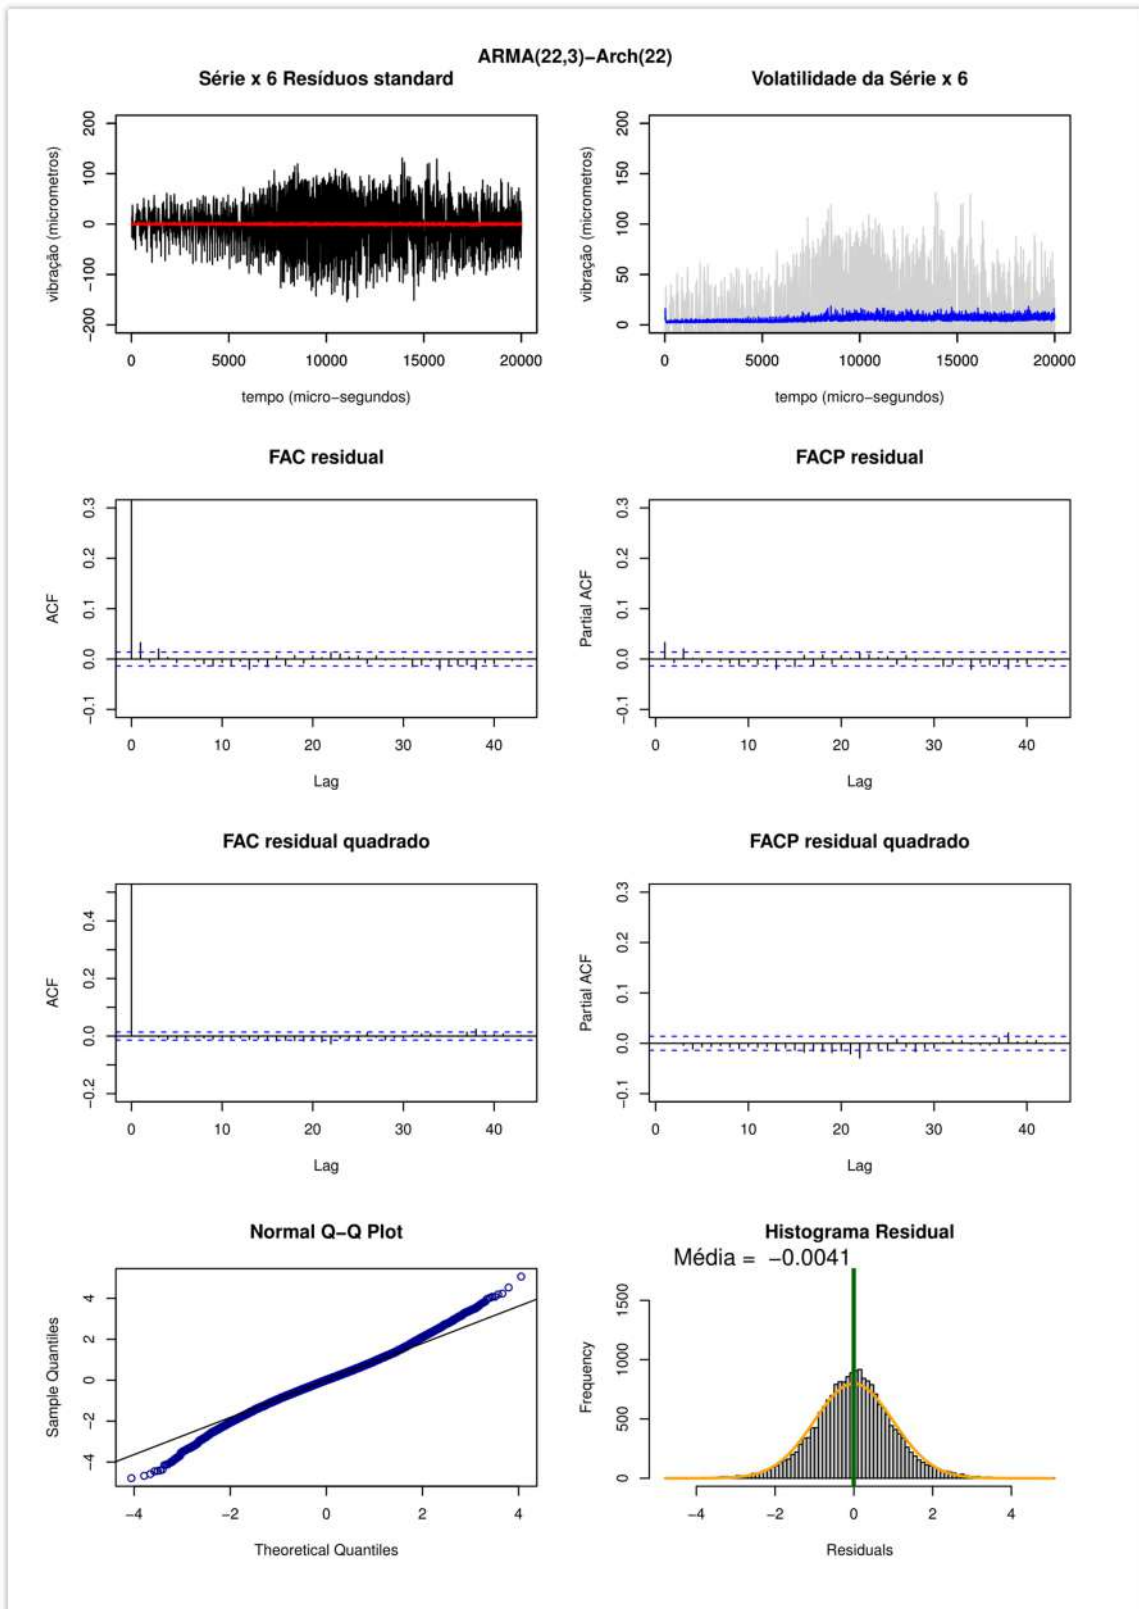 ARMA(22,3)−Arch(22)
Série x 6 Resíduos standard
Volatilidade da Série x 6
vibração (micrometros)
200
100
0
−100
−200
0 5000 10000 15000 20000
tempo (micro−segundos)
vibração (micrometros)
200
150
100
50
0
0 5000 10000 15000 20000
tempo (micro−segundos)
FAC residual
ACF
0.3
0.2
0.1
0.0
−0.1
0 10 20 30 40
Lag
FACP residual
Partial ACF
0.3
0.2
0.1
0.0
−0.1
0 10 20 30 40
Lag
FAC residual quadrado
ACF
0.4
0.2
0.0
−0.2
0 10 20 30 40
Lag
FACP residual quadrado
Partial ACF
0.3
0.2
0.1
0.0
−0.1
0 10 20 30 40
Lag
Normal Q−Q Plot
Sample Quantiles
4
2
0
−2
−4
−4 −2 0 2 4
Theoretical Quantiles
Histograma Residual
Média = −0.0041
Frequency
1500
1000
500
0
−4 −2 0 2 4
Residuals